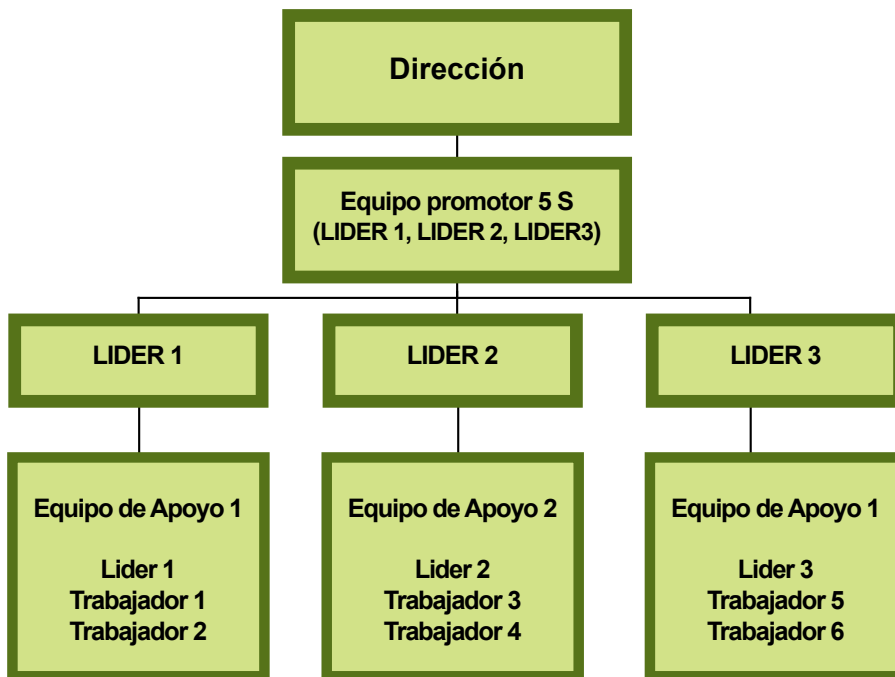 Dirección
Equipo promotor 5 S
(LIDER 1, LIDER 2, LIDER3)
LIDER 1
LIDER 2
LIDER 3
Equipo de Apoyo 1
Lider 1
Trabajador 1
Trabajador 2
Equipo de Apoyo 2
Lider 2
Trabajador 3
Trabajador 4
Equipo de Apoyo 1
Lider 3
Trabajador 5
Trabajador 6